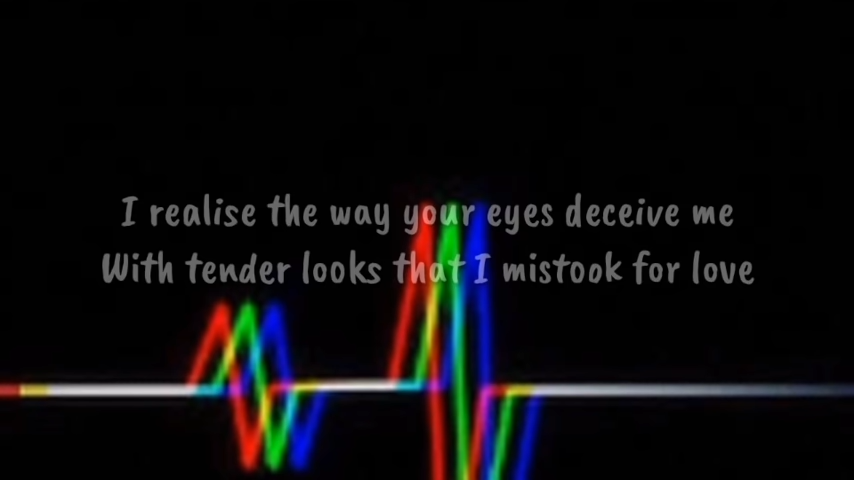 I realise the way your eyes deceive me
With tender looks that I mistook for love